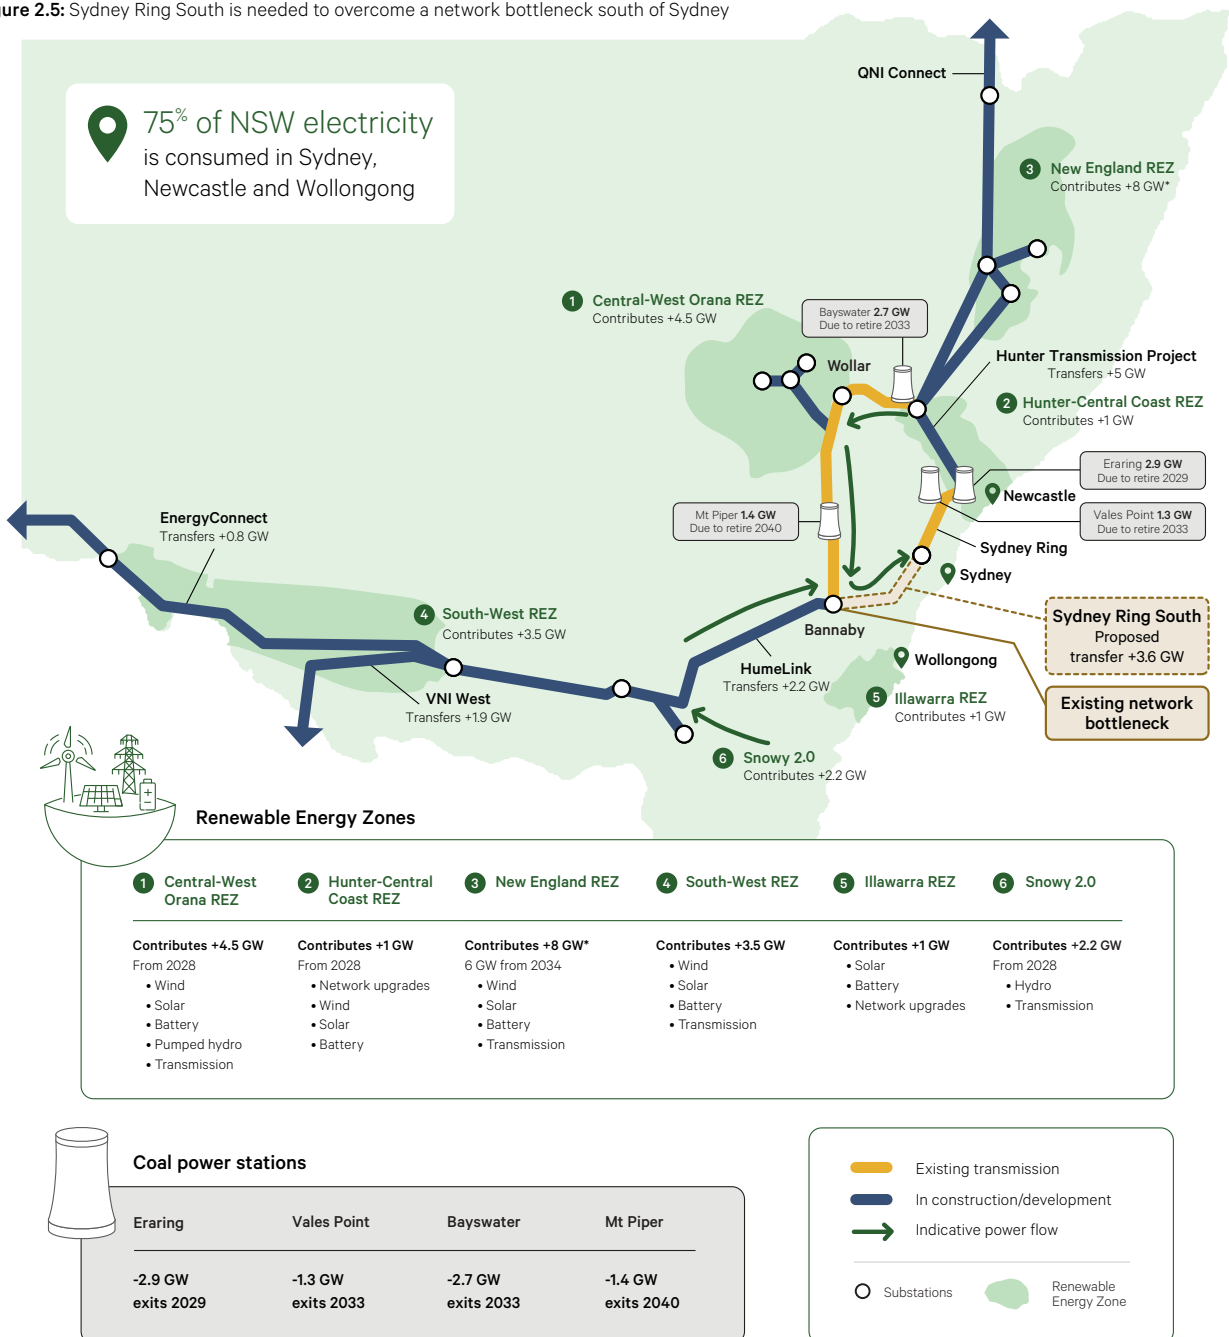 gure 2.5: Sydney Ring South is needed to overcome a network bottleneck south of Sydney
75% of NSW electricity
is consumed in Sydney,
Newcastle and Wollongong
QNI Connect
3 New England REZ
Contributes +8 GW*
1 Central-West Orana REZ
Contributes +4.5 GW
Bayswater 2.7 GW
Due to retire 2033
Wollar
Hunter Transmission Project
Transfers +5 GW
2 Hunter-Central Coast REZ
Contributes +1 GW
Eraring 2.9 GW
Due to retire 2029
Newcastle
Vales Point 1.3 GW
Due to retire 2033
Mt Piper 1.4 GW
Due to retire 2040
Sydney Ring
Sydney
EnergyConnect
Transfers +0.8 GW
4 South-West REZ
Contributes +3.5 GW
Bannaby
Sydney Ring South
Proposed
transfer +3.6 GW
HumeLink
Transfers +2.2 GW
Wollongong
5 Illawarra REZ
Contributes +1 GW
Existing network
bottleneck
VNI West
Transfers +1.9 GW
6 Snowy 2.0
Contributes +2.2 GW
Renewable Energy Zones
1 Central-West
Orana REZ
Contributes +4.5 GW
From 2028
• Wind
• Solar
• Battery
• Pumped hydro
• Transmission
2 Hunter-Central
Coast REZ
Contributes +1 GW
From 2028
• Network upgrades
• Wind
• Solar
• Battery
3 New England REZ
Contributes +8 GW*
6 GW from 2034
• Wind
• Solar
• Battery
• Transmission
4 South-West REZ
Contributes +3.5 GW
• Wind
• Solar
• Battery
• Transmission
5 Illawarra REZ
Contributes +1 GW
• Solar
• Battery
• Network upgrades
6 Snowy 2.0
Contributes +2.2 GW
From 2028
• Hydro
• Transmission
Coal power stations
Eraring
-2.9 GW
exits 2029
Vales Point
-1.3 GW
exits 2033
Bayswater
-2.7 GW
exits 2033
Mt Piper
-1.4 GW
exits 2040
Existing transmission
In construction/development
Indicative power flow
Substations
Renewable
Energy Zone